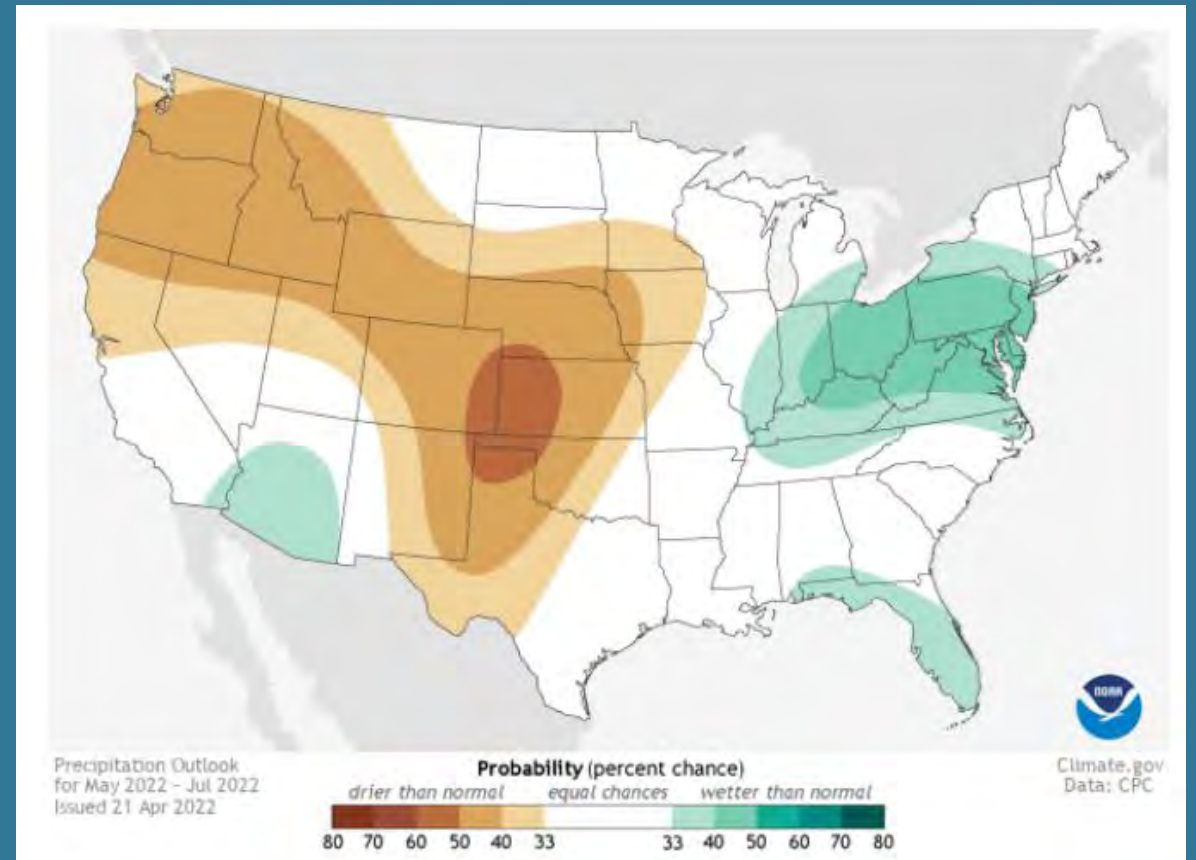 NOAA
Precipitation Outlook
for May 2022 - Jul 2022
Issued 21 Apr 2022
Probability (percent chance)
drier than normal equal chances wetter than normal
80 70 60 50 40 33 33 40 50 60 70 80
Climate.gov
Data: CPC